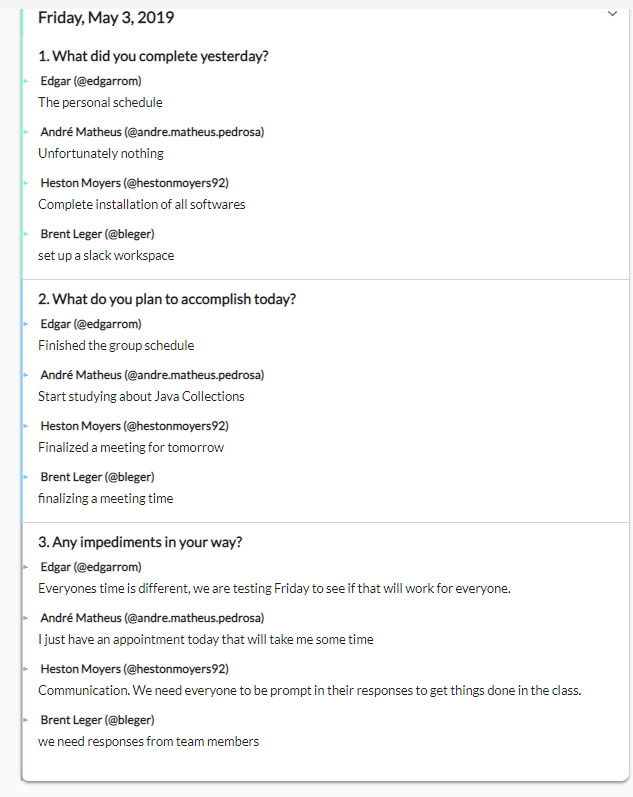 Friday, May 3, 2019
1. What did you complete yesterday?
Edgar (@edgarrom)
The personal schedule
André Matheus (@andre.matheus.pedrosa)
Unfortunately nothing
Heston Moyers (@hestonmoyers92)
Complete installation of all softwares
Brent Leger (@bleger)
set up a slack workspace
2. What do you plan to accomplish today?
Edgar (@edgarrom)
Finished the group schedule
André Matheus (@andre.matheus.pedrosa)
Start studying about Java Collections
Heston Moyers (@hestonmoyers92)
Finalized a meeting for tomorrow
Brent Leger (@bleger)
finalizing a meeting time
3. Any impediments in your way?
Edgar (@edgarrom)
Everyones time is different, we are testing Friday to see if that will work for everyone.
André Matheus (@andre.matheus.pedrosa)
I just have an appointment today that will take me some time
Heston Moyers (@hestonmoyers92)
Communication. We need everyone to be prompt in their responses to get things done in the class.
Brent Leger (@bleger)
we need responses from team members